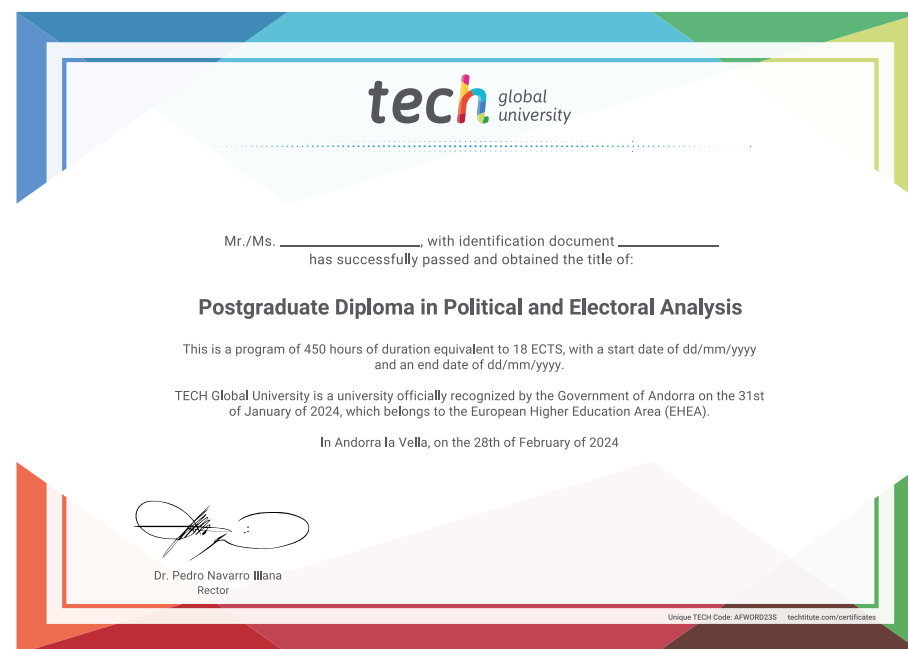 tech global
university
Mr./Ms. ____________, with identification document ____________
has successfully passed and obtained the title of:
Postgraduate Diploma in Political and Electoral Analysis
This is a program of 450 hours of duration equivalent to 18 ECTS, with a start date of dd/mm/yyyy
and an end date of dd/mm/yyyy.
TECH Global University is a university officially recognized by the Government of Andorra on the 31st
of January of 2024, which belongs to the European Higher Education Area (EHEA).
In Andorra la Vella, on the 28th of February of 2024
Dr. Pedro Navarro Illana
Rector
Unique TECH Code: AFWORD23S techtitute.com/certificates